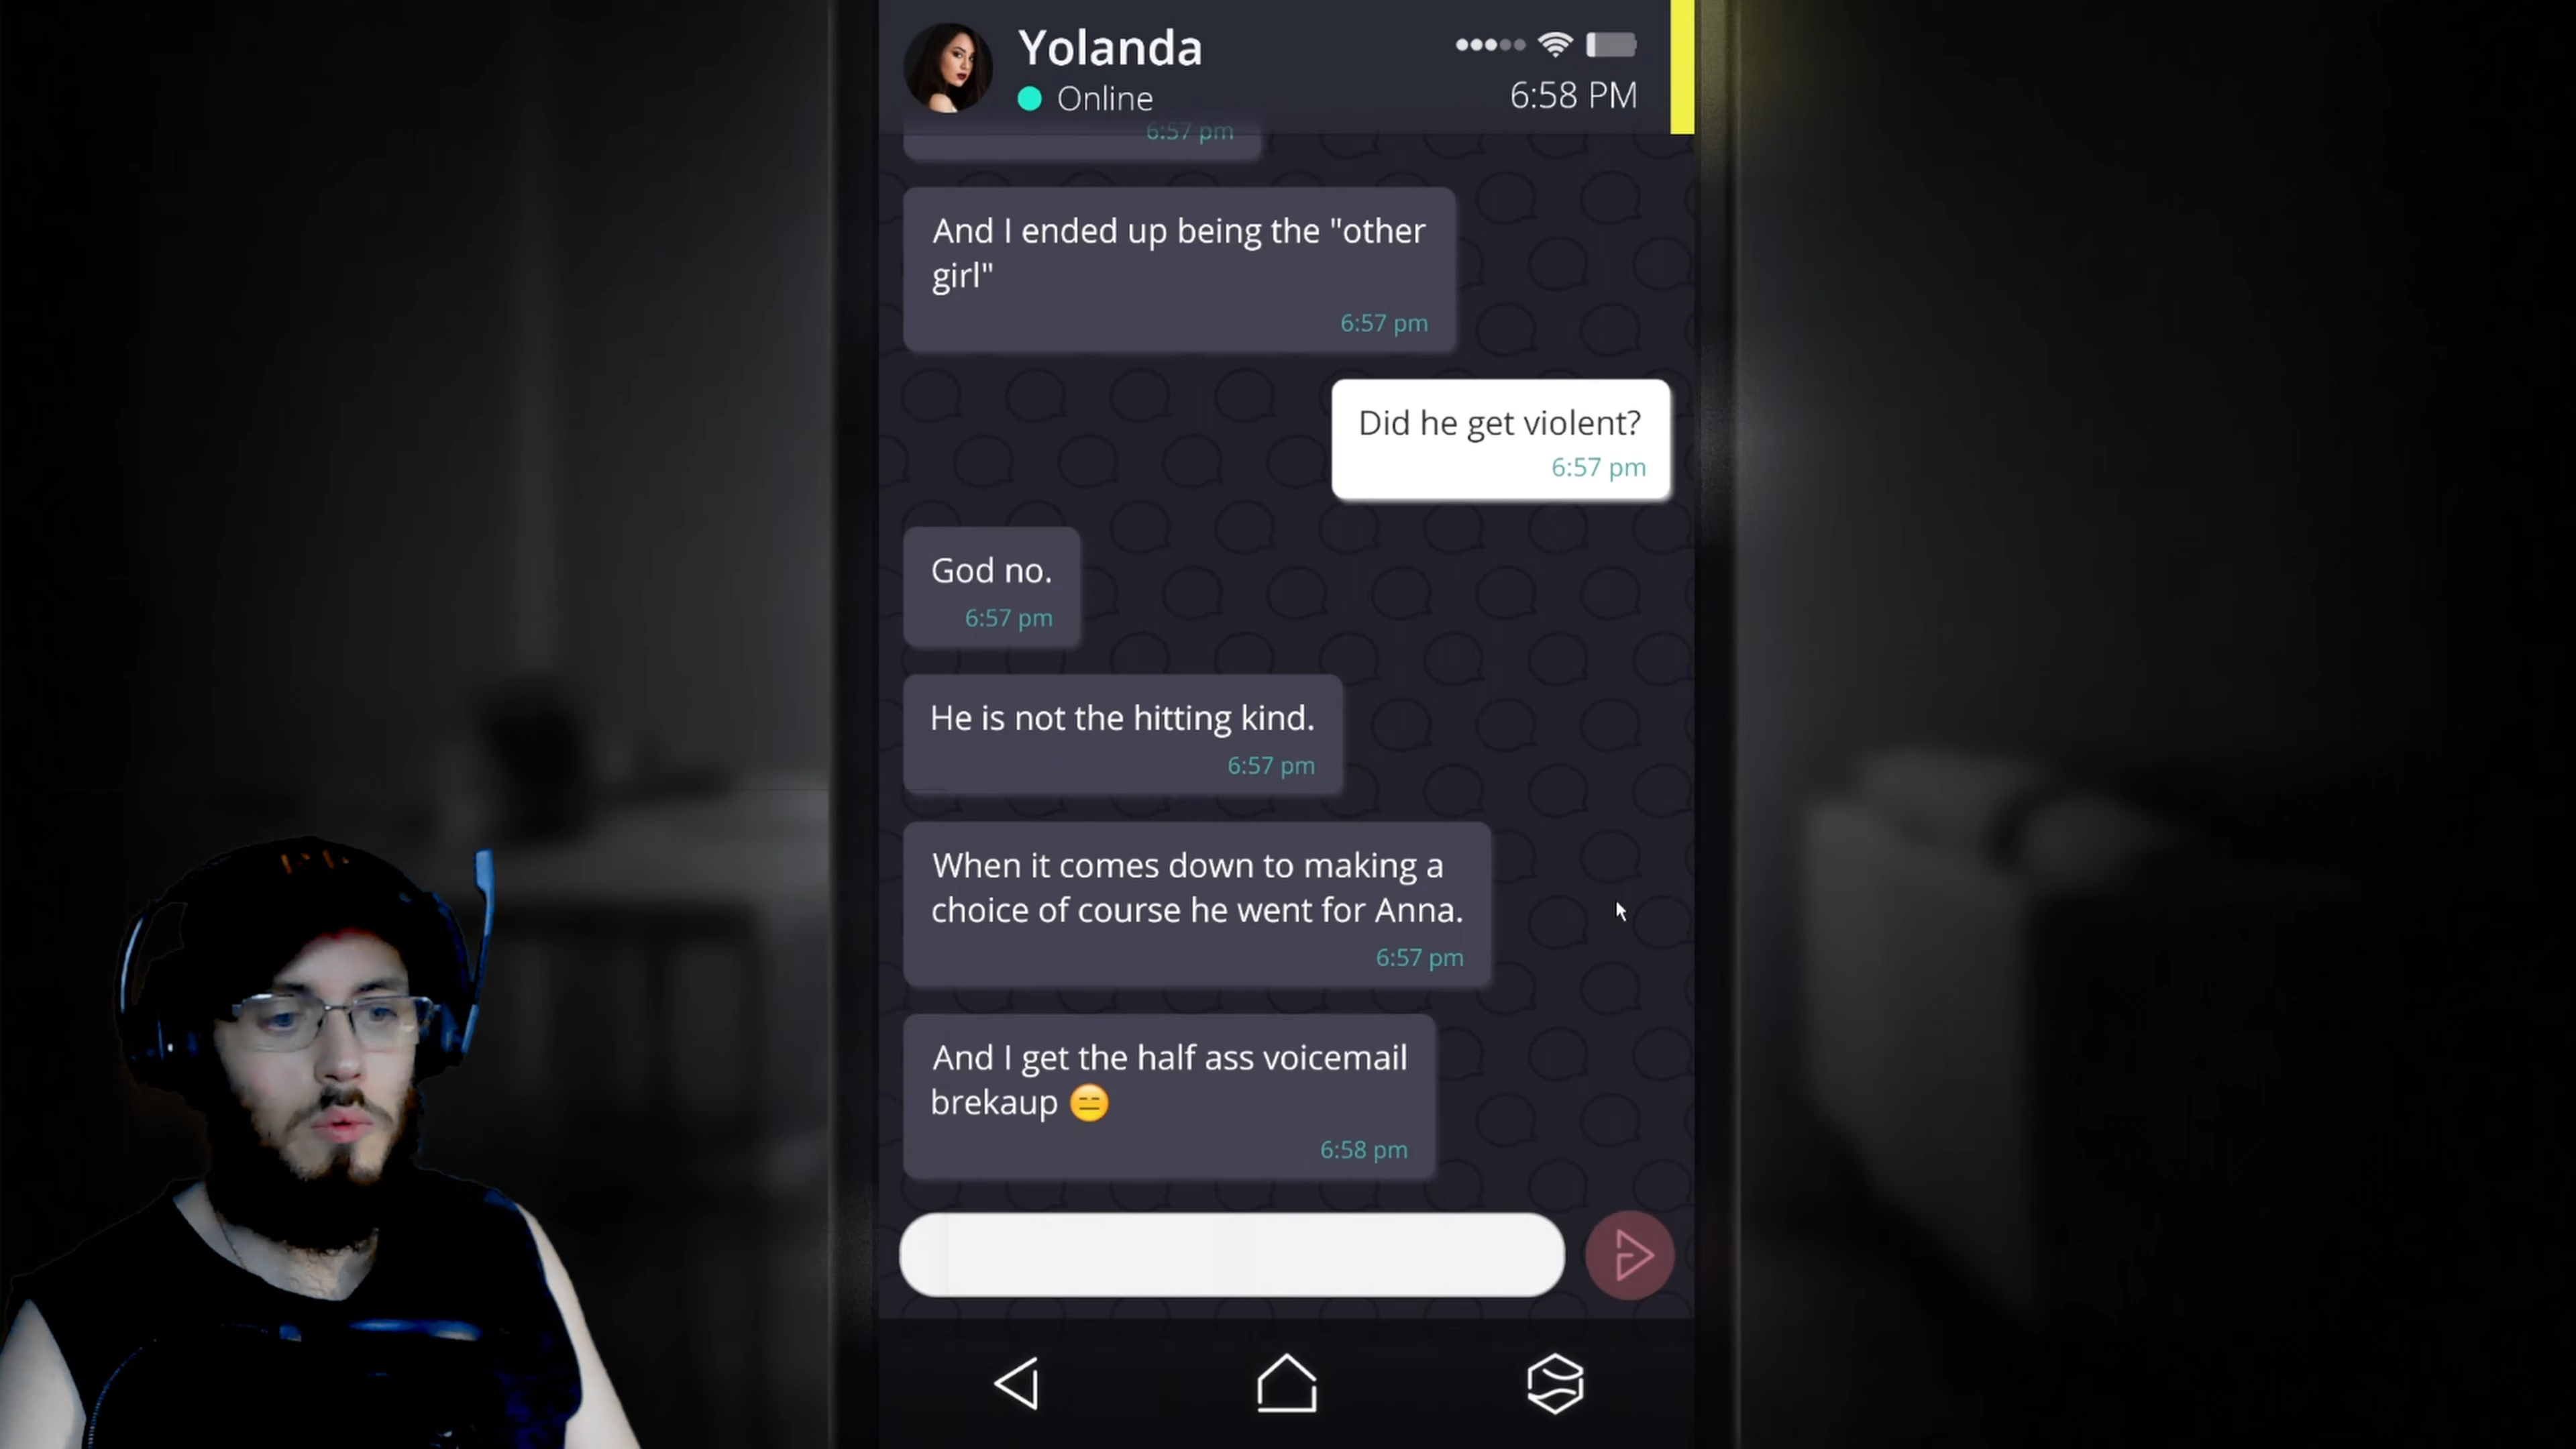 Yolanda
Online
6:58 PM
6:57 pm
And I ended up being the "other
girl"
6:57 pm
Did he get violent?
6:57 pm
God no.
6:57 pm
He is not the hitting kind.
6:57 pm
When it comes down to making a
choice of course he went for Anna.
6:57 pm
And I get the half ass voicemail
brekaup 😑
6:58 pm